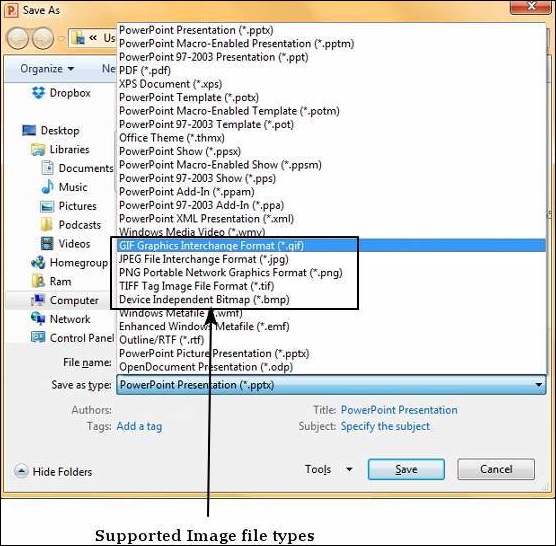 Save As
Us
Organize
Ne
Dropbox
Desktop
Libraries
Documents
Music
Pictures
Podcasts
Videos
Homegroup
Ram
Computer
Network
Control Panel
PowerPoint Presentation (*.pptx)
PowerPoint Macro-Enabled Presentation (*.pptm)
PowerPoint 97-2003 Presentation (*.ppt)
PDF (*.pdf)
XPS Document (*.xps)
PowerPoint Template (*.potx)
PowerPoint Macro-Enabled Template (*.potm)
PowerPoint 97-2003 Template (*.pot)
Office Theme (*.thmx)
PowerPoint Show (*.ppsx)
PowerPoint Macro-Enabled Show (*.ppsm)
PowerPoint 97-2003 Show (*.pps)
PowerPoint Add-In (*.ppam)
PowerPoint 97-2003 Add-In (*.ppa)
PowerPoint XML Presentation (*.xml)
Windows Media Video (*.wmv)
GIF Graphics Interchange Format (*.gif)
JPEG File Interchange Format (*.jpg)
PNG Portable Network Graphics Format (*.png)
TIFF Tag Image File Format (*.tif)
Device Independent Bitmap (*.bmp)
Windows Metafile (*.wmf)
Enhanced Windows Metafile (*.emf)
Outline/RTF (*.rtf)
PowerPoint Picture Presentation (*.pptx)
OpenDocument Presentation (*.odp)
File name:
Save as type: PowerPoint Presentation (*.pptx)
Authors:
Title: PowerPoint Presentation
Tags: Add a tag
Subject: Specify the subject
Hide Folders
Tools
Save
Cancel
Supported Image file types